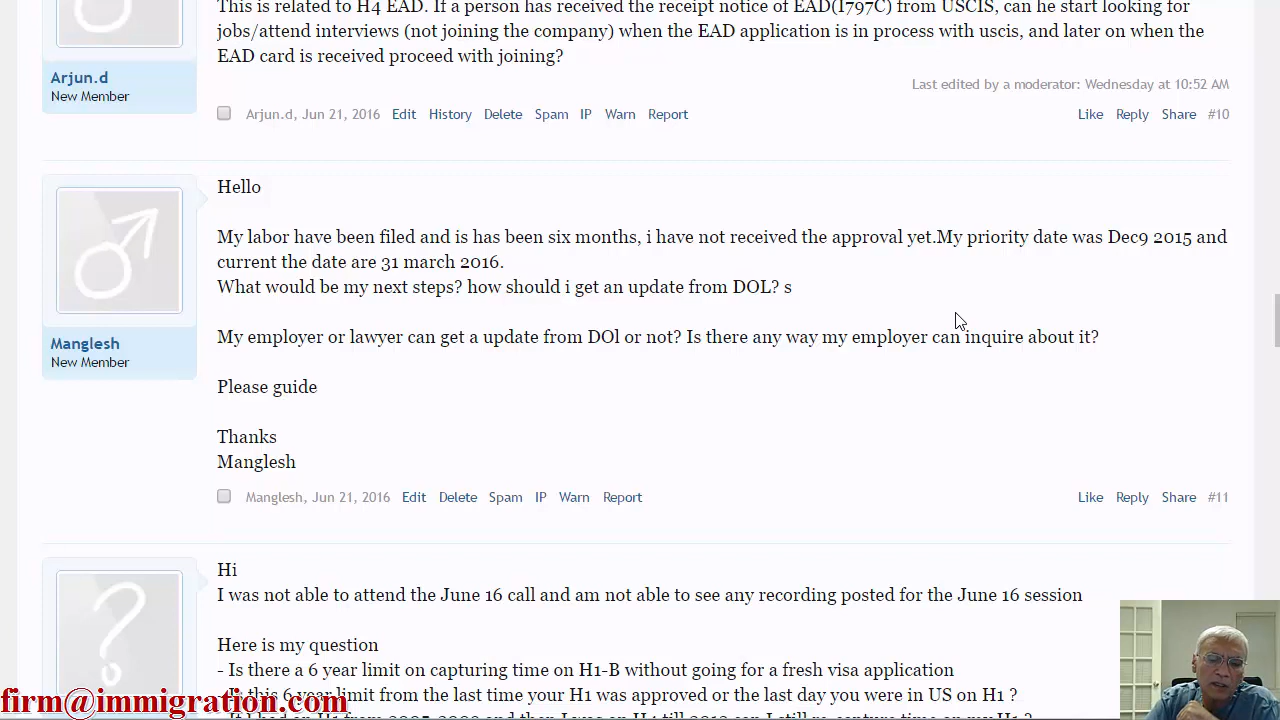 This is related to H4 EAD. If a person has received the receipt notice of EAD(I797C) from USCIS, can he start looking for
jobs/attend interviews (not joining the company) when the EAD application is in process with uscis, and later on when the
EAD card is received proceed with joining?
Arjun.d
New Member
Last edited by a moderator: Wednesday at 10:52 AM
Arjun.d, Jun 21, 2016 Edit History Delete Spam IP Warn Report Like Reply Share #10
Hello
My labor have been filed and is has been six months, i have not received the approval yet.My priority date was Dec9 2015 and
current the date are 31 march 2016.
What would be my next steps? how should i get an update from DOL? s
My employer or lawyer can get a update from DOl or not? Is there any way my employer can inquire about it?
Manglesh
New Member
Please guide
Thanks
Manglesh
Manglesh, Jun 21, 2016 Edit Delete Spam IP Warn Report Like Reply Share #11
Hi
I was not able to attend the June 16 call and am not able to see any recording posted for the June 16 session
Here is my question
- Is there a 6 year limit on capturing time on H1-B without going for a fresh visa application
this 6 year limit from the last time your H1 was approved or the last day you were in US on H1 ?
firm@immigration.com